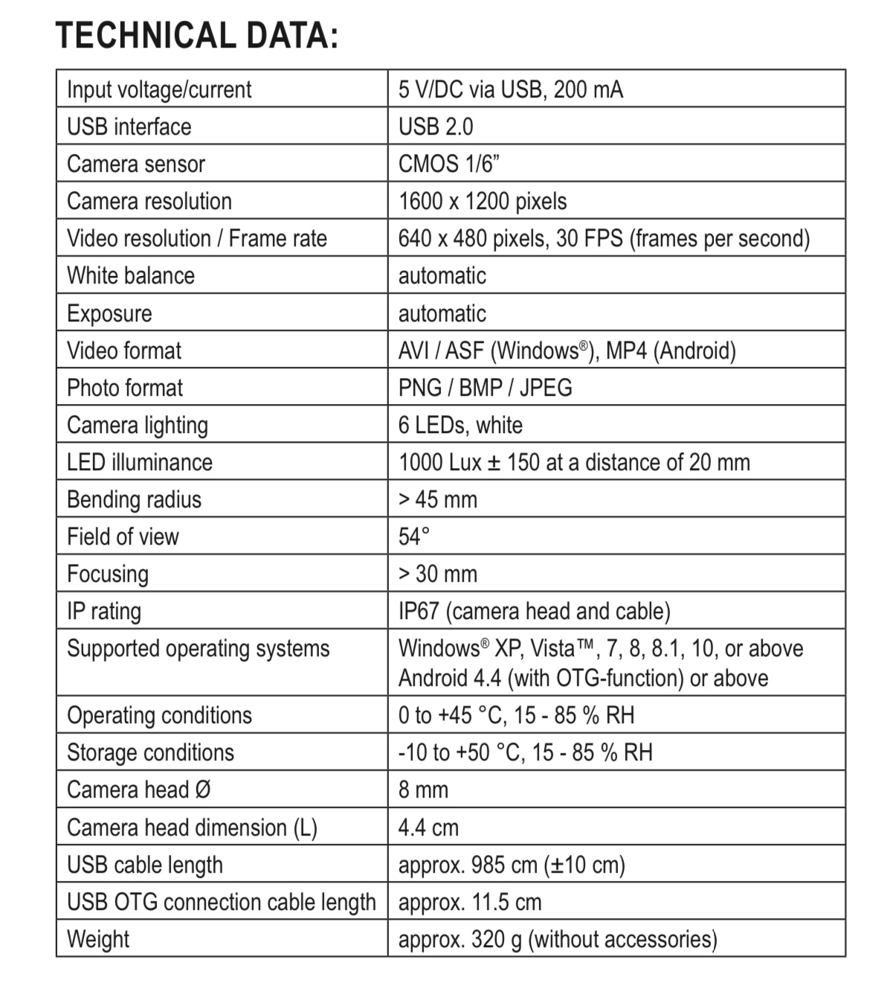 TECHNICAL DATA:
Input voltage/current 5 V/DC via USB, 200 mA
USB interface USB 2.0
Camera sensor CMOS 1/6”
Camera resolution 1600 x 1200 pixels
Video resolution / Frame rate 640 x 480 pixels, 30 FPS (frames per second)
White balance automatic
Exposure automatic
Video format AVI / ASF (Windows®), MP4 (Android)
Photo format PNG / BMP / JPEG
Camera lighting 6 LEDs, white
LED illuminance 1000 Lux ± 150 at a distance of 20 mm
Bending radius > 45 mm
Field of view 54°
Focusing > 30 mm
IP rating IP67 (camera head and cable)
Supported operating systems Windows® XP, Vista™, 7, 8, 8.1, 10, or above
Android 4.4 (with OTG-function) or above
Operating conditions 0 to +45 °C, 15 - 85 % RH
Storage conditions -10 to +50 °C, 15 - 85 % RH
Camera head Ø 8 mm
Camera head dimension (L) 4.4 cm
USB cable length approx. 985 cm (±10 cm)
USB OTG connection cable length approx. 11.5 cm
Weight approx. 320 g (without accessories)